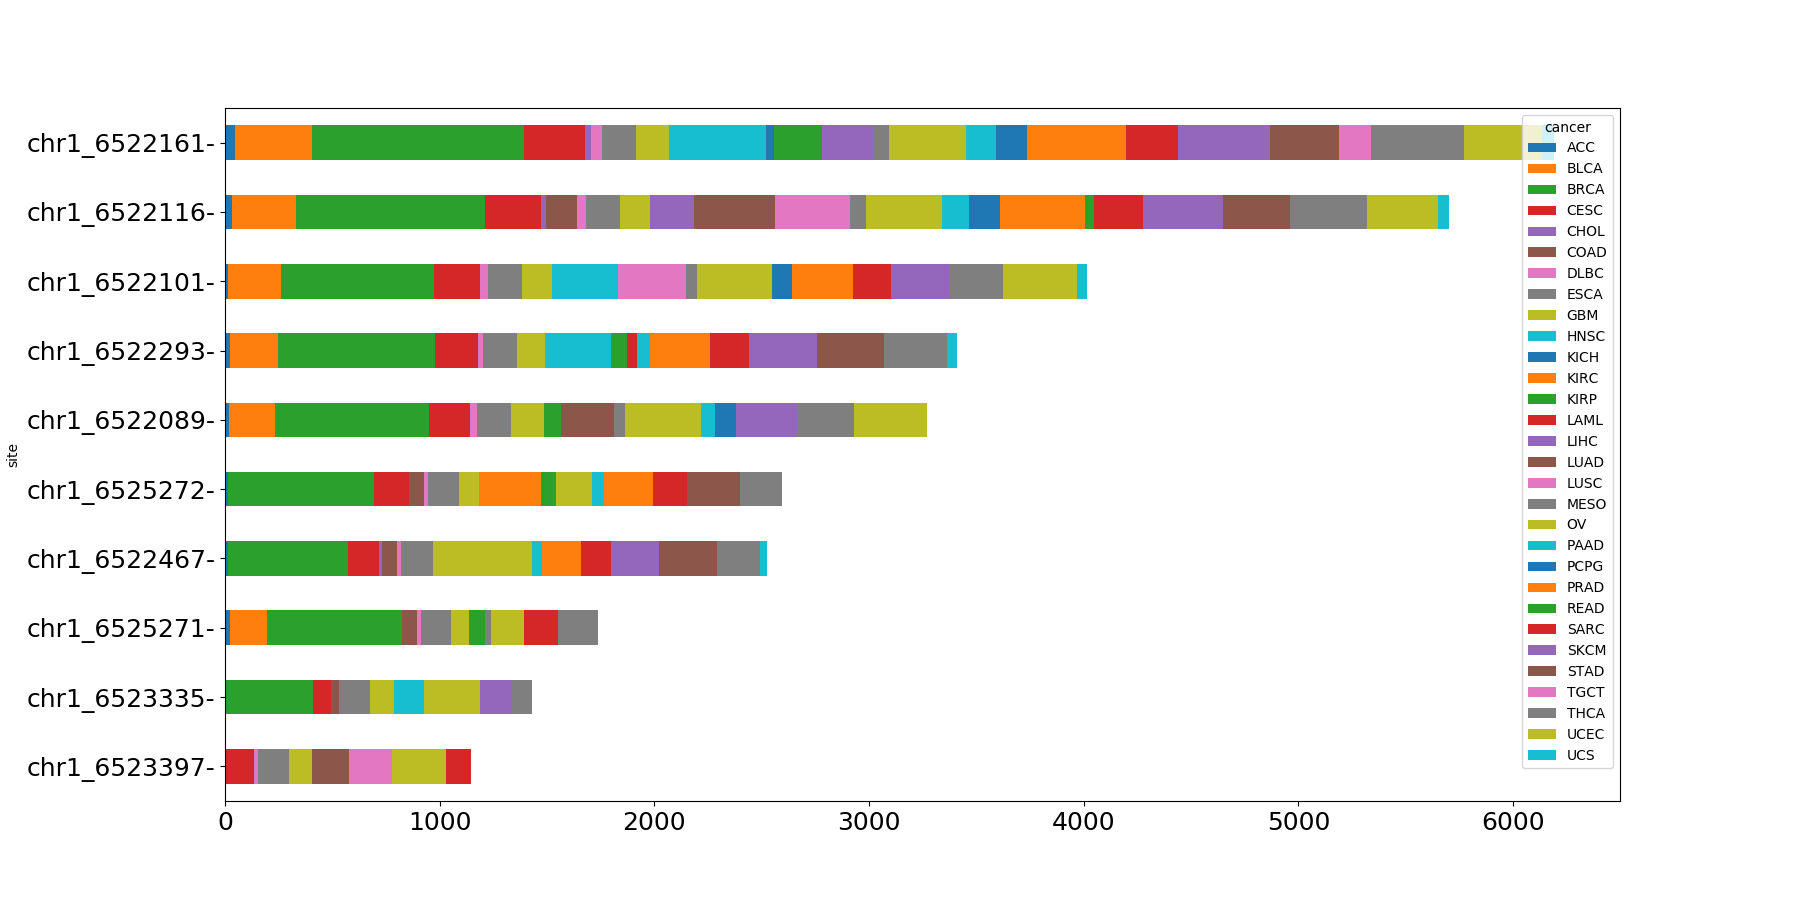 chr1_6522161-
chr1_6522116-
chr1_6522101-
chr1_6522293-
chr1_6522089-
chr1_6525272-
chr1_6522467-
chr1_6525271-
chr1_6523335-
chr1_6523397-
site
0 1000 2000 3000 4000 5000 6000
cancer
ACC
BLCA
BRCA
CESC
CHOL
COAD
DLBC
ESCA
GBM
HNSC
KICH
KIRC
KIRP
LAML
LIHC
LUAD
LUSC
MESO
OV
PAAD
PCPG
PRAD
READ
SARC
SKCM
STAD
TGCT
THCA
UCEC
UCS